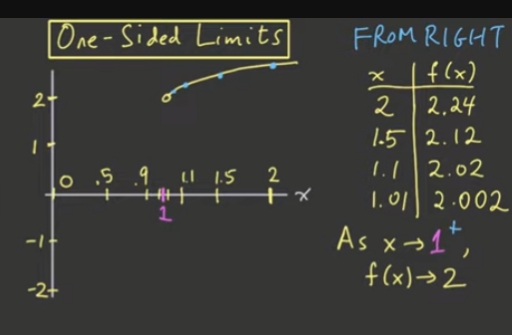 One-Sided Limits
FROM RIGHT
x f(x)
2 2.24
1.5 2.12
1.1 2.02
1.01 2.002
As x→1⁺,
f(x)→2
2
1
0 .5 .9 1.1 1.5 2
x
1
-1
-2